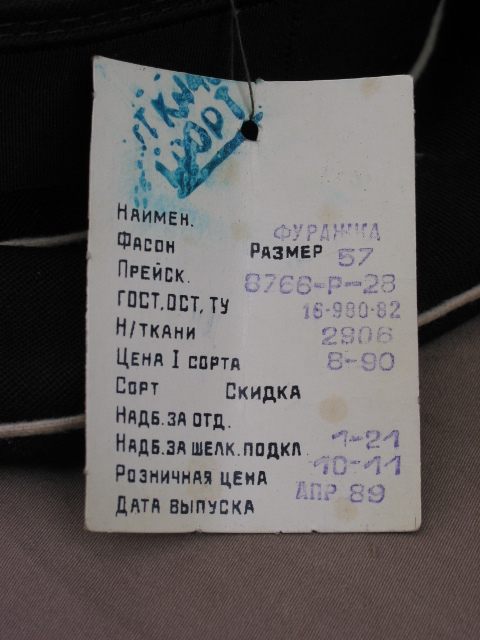 НАИМЕН. ФУРАЖКА
ФАСОН РАЗМЕР 57
ПРЕЙСК. 8766-Р-28
ГОСТ,ОСТ, ТУ 16-980-82
Н/ТКАНИ 2906
ЦЕНА I СОРТА 8-90
СОРТ СКИДКА
НАДБ.ЗА ОТД.
НАДБ.ЗА ШЕЛК.ПОДКЛ. 1-21
РОЗНИЧНАЯ ЦЕНА 10-11
ДАТА ВЫПУСКА АПР 89